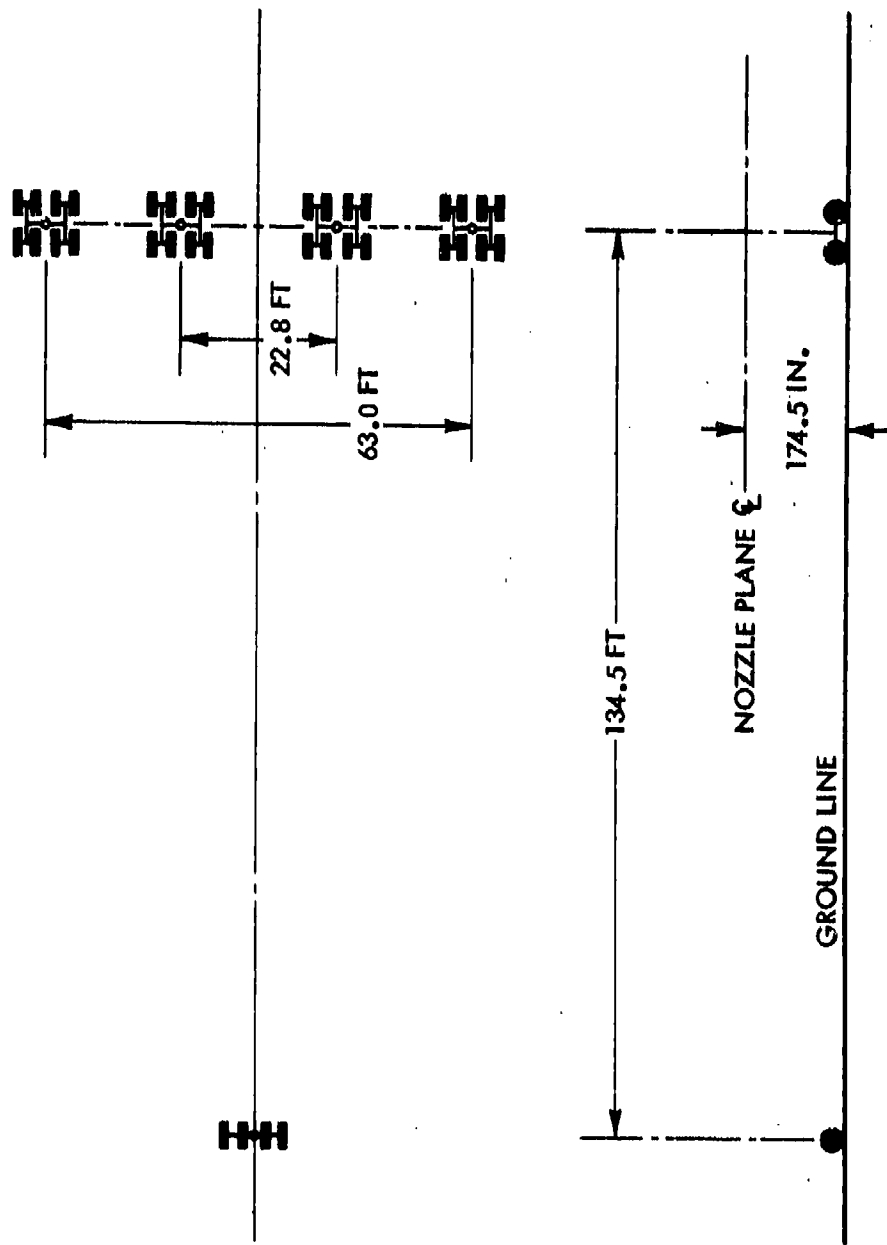 22.8 FT
63.0 FT
134.5 FT
174.5 IN.
NOZZLE PLANE ℄
GROUND LINE